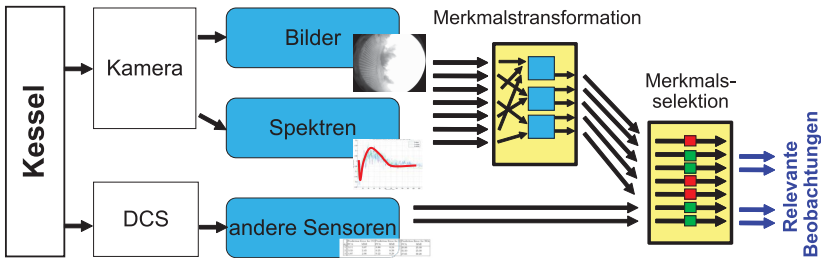 Kessel
Kamera
DCS
Bilder
Spektren
andere Sensoren
Merkmalstransformation
Merkmals-
selektion
Relevante
Beobachtungen